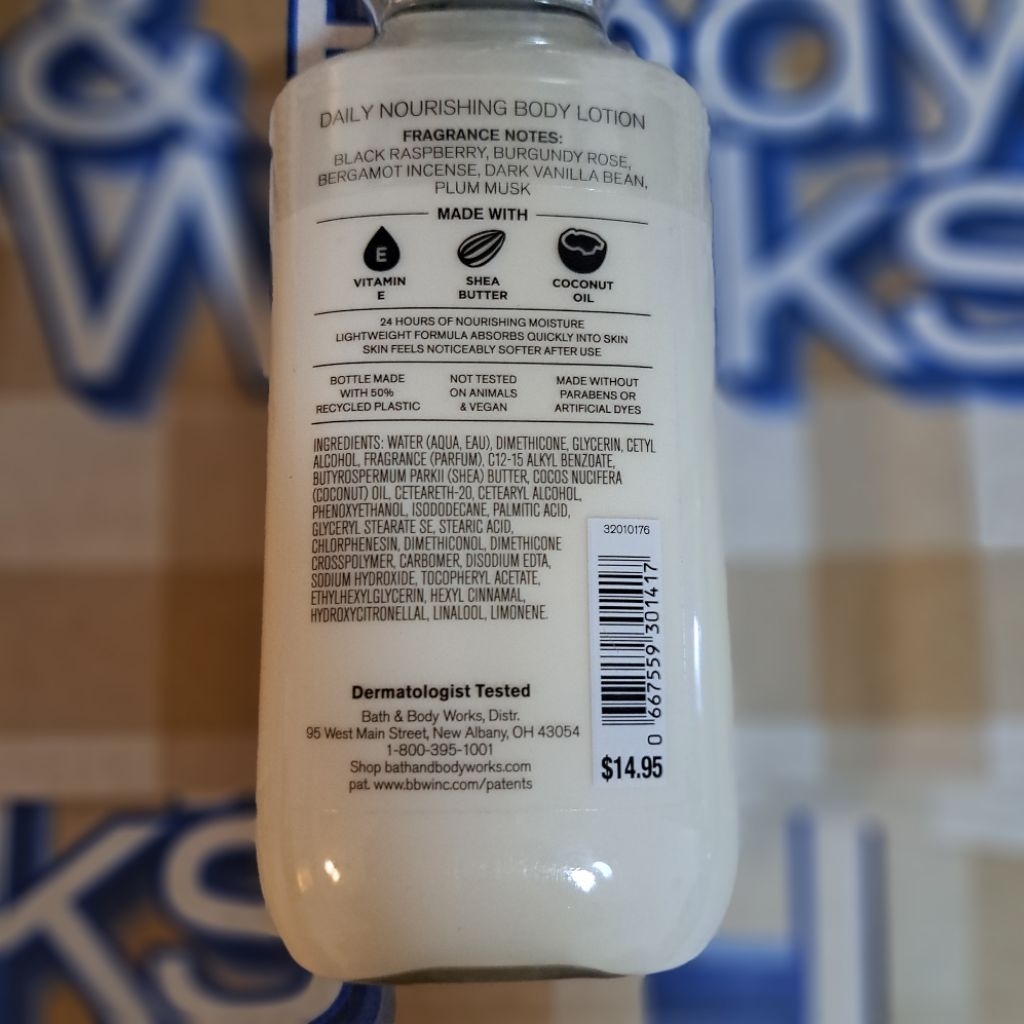 & Body
Works
DAILY NOURISHING BODY LOTION
FRAGRANCE NOTES:
BLACK RASPBERRY, BURGUNDY ROSE,
BERGAMOT INCENSE, DARK VANILLA BEAN,
PLUM MUSK
MADE WITH
E
VITAMIN
E
SHEA
BUTTER
COCONUT
OIL
24 HOURS OF NOURISHING MOISTURE
LIGHTWEIGHT FORMULA ABSORBS QUICKLY INTO SKIN
SKIN FEELS NOTICEABLY SOFTER AFTER USE
BOTTLE MADE
WITH 50%
RECYCLED PLASTIC
NOT TESTED
ON ANIMALS
& VEGAN
MADE WITHOUT
PARABENS OR
ARTIFICIAL DYES
INGREDIENTS: WATER (AQUA, EAU), DIMETHICONE, GLYCERIN, CETYL
ALCOHOL, FRAGRANCE (PARFUM), C12-15 ALKYL BENZOATE,
BUTYROSPERMUM PARKII (SHEA) BUTTER, COCOS NUCIFERA
(COCONUT) OIL, CETEARETH-20, CETEARYL ALCOHOL,
PHENOXYETHANOL, ISODODECANE, PALMITIC ACID,
GLYCERYL STEARATE SE, STEARIC ACID,
CHLORPHENESIN, DIMETHICONOL, DIMETHICONE
CROSSPOLYMER, CARBOMER, DISODIUM EDTA,
SODIUM HYDROXIDE, TOCOPHERYL ACETATE,
ETHYLHEXYLGLYCERIN, HEXYL CINNAMAL,
HYDROXYCITRONELLAL, LINALOOL, LIMONENE.
32010176
0 667559 301417
$14.95
Dermatologist Tested
Bath & Body Works, Distr.
95 West Main Street, New Albany, OH 43054
1-800-395-1001
Shop bathandbodyworks.com
pat. www.bbwinc.com/patents
ks